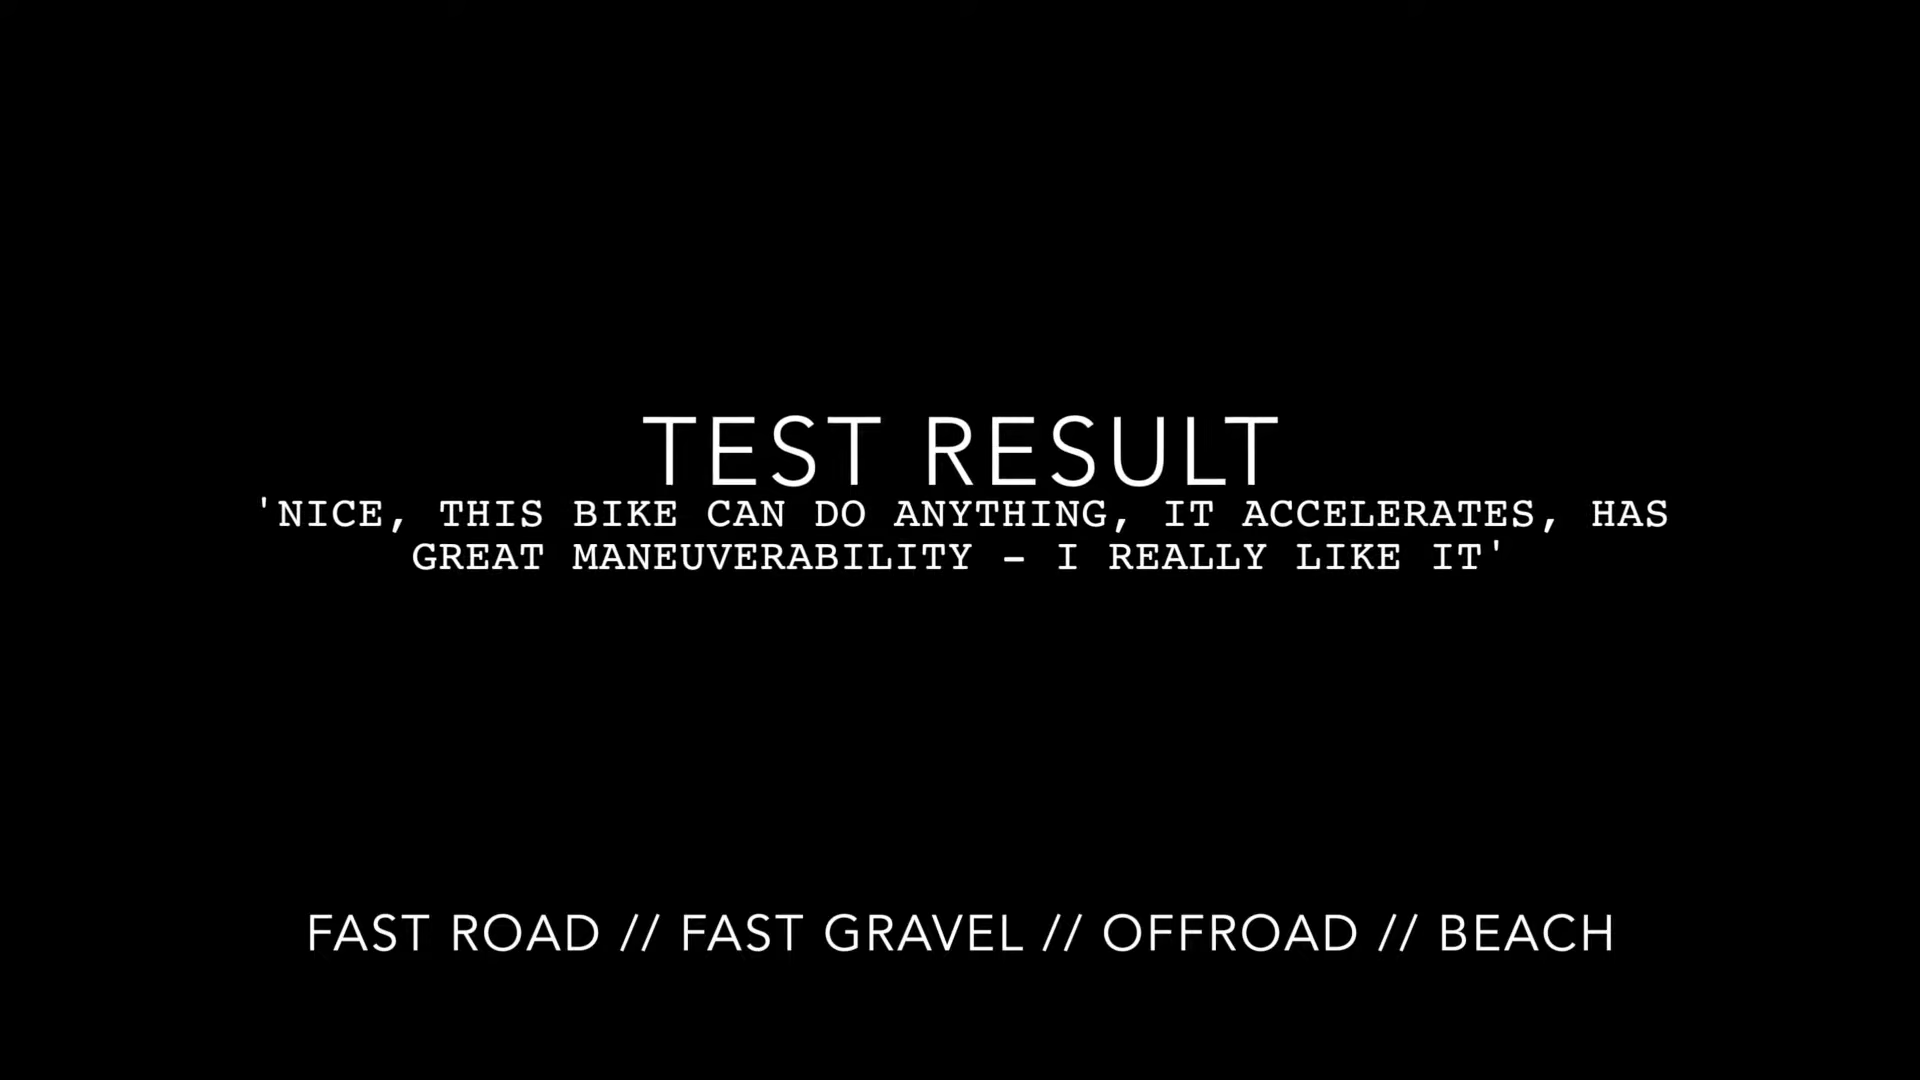 TEST RESULT
'NICE, THIS BIKE CAN DO ANYTHING, IT ACCELERATES, HAS
GREAT MANEUVERABILITY - I REALLY LIKE IT'
FAST ROAD // FAST GRAVEL // OFFROAD // BEACH